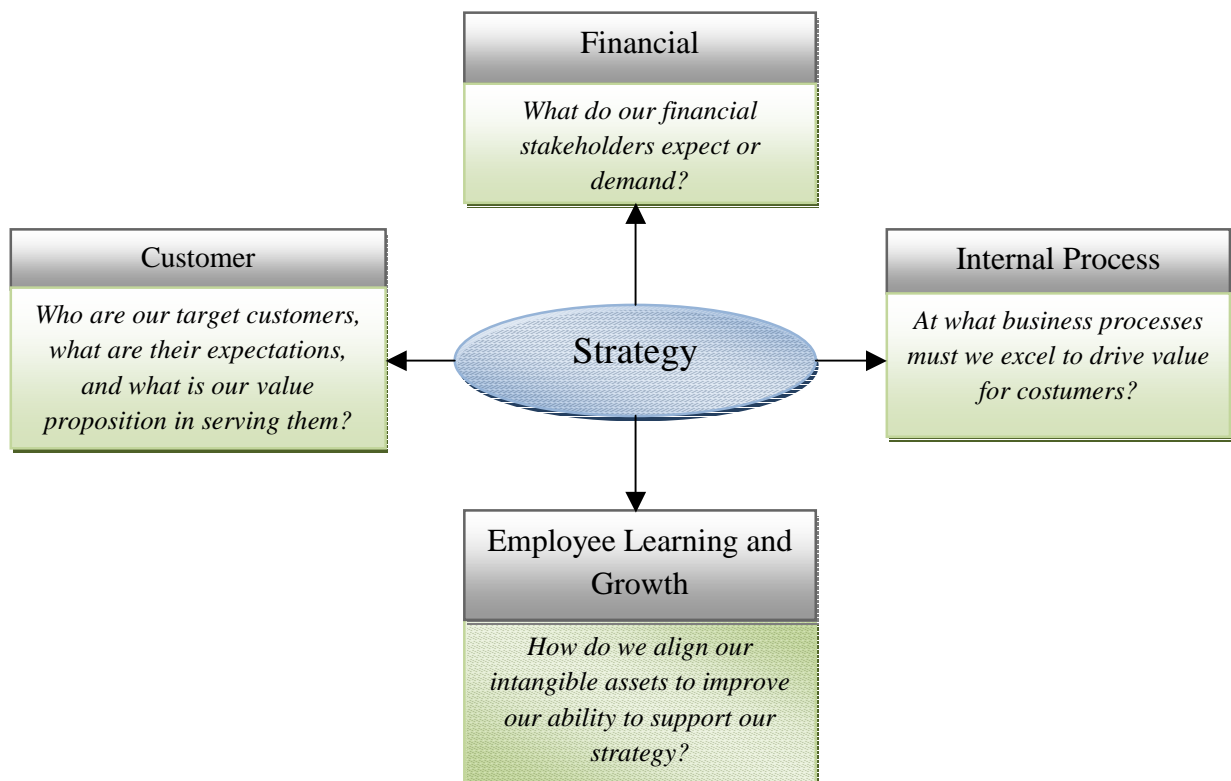 Financial
What do our financial
stakeholders expect or
demand?
Customer
Who are our target customers,
what are their expectations,
and what is our value
proposition in serving them?
Strategy
Internal Process
At what business processes
must we excel to drive value
for costumers?
Employee Learning and
Growth
How do we align our
intangible assets to improve
our ability to support our
strategy?